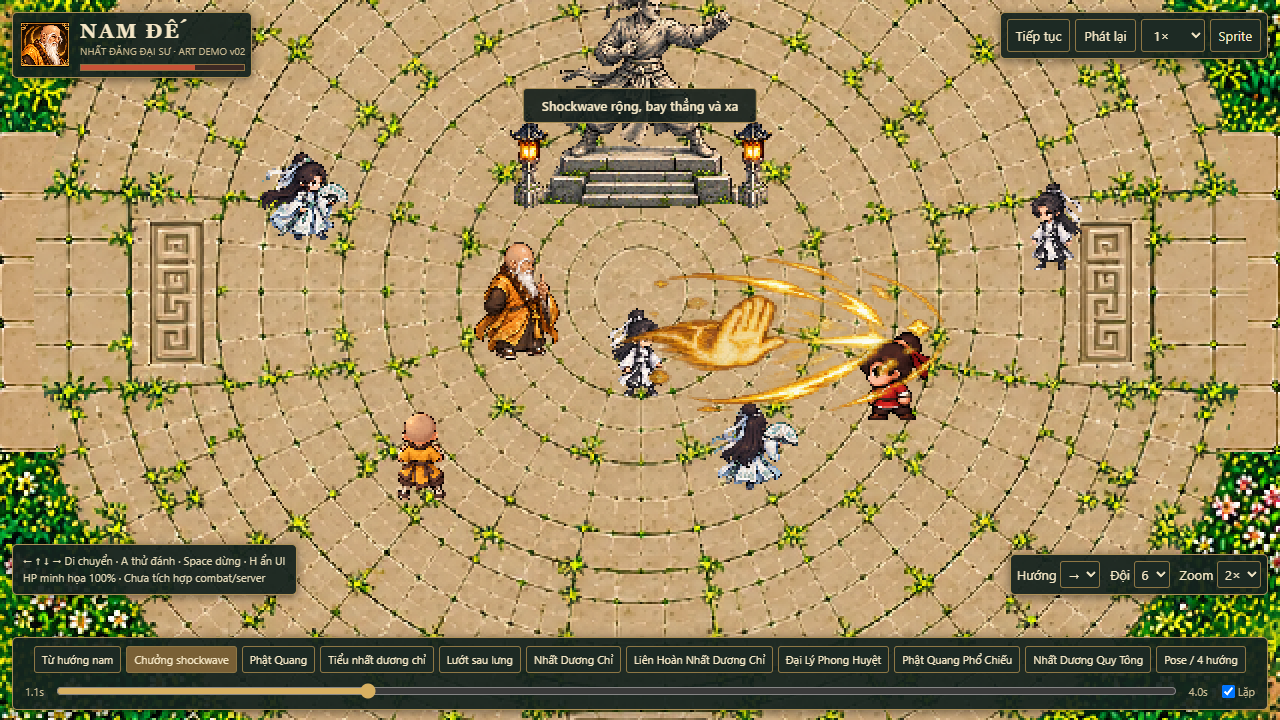 NAM ĐẾ
NHẤT ĐĂNG ĐẠI SƯ · ART DEMO v02
Tiếp tục
Phát lại
1×
Sprite
Shockwave rộng, bay thẳng và xa
← ↑ ↓ → Di chuyển · A thử đánh · Space dừng · H ẩn UI
HP minh họa 100% · Chưa tích hợp combat/server
Hướng → Đội 6 Zoom 2×
Từ hướng nam
Chưởng shockwave
Phật Quang
Tiểu nhất dương chỉ
Lướt sau lưng
Nhất Dương Chỉ
Liên Hoàn Nhất Dương Chỉ
Đại Lý Phong Huyệt
Phật Quang Phổ Chiếu
Nhất Dương Quy Tông
Pose / 4 hướng
1.1s
4.0s
Lặp